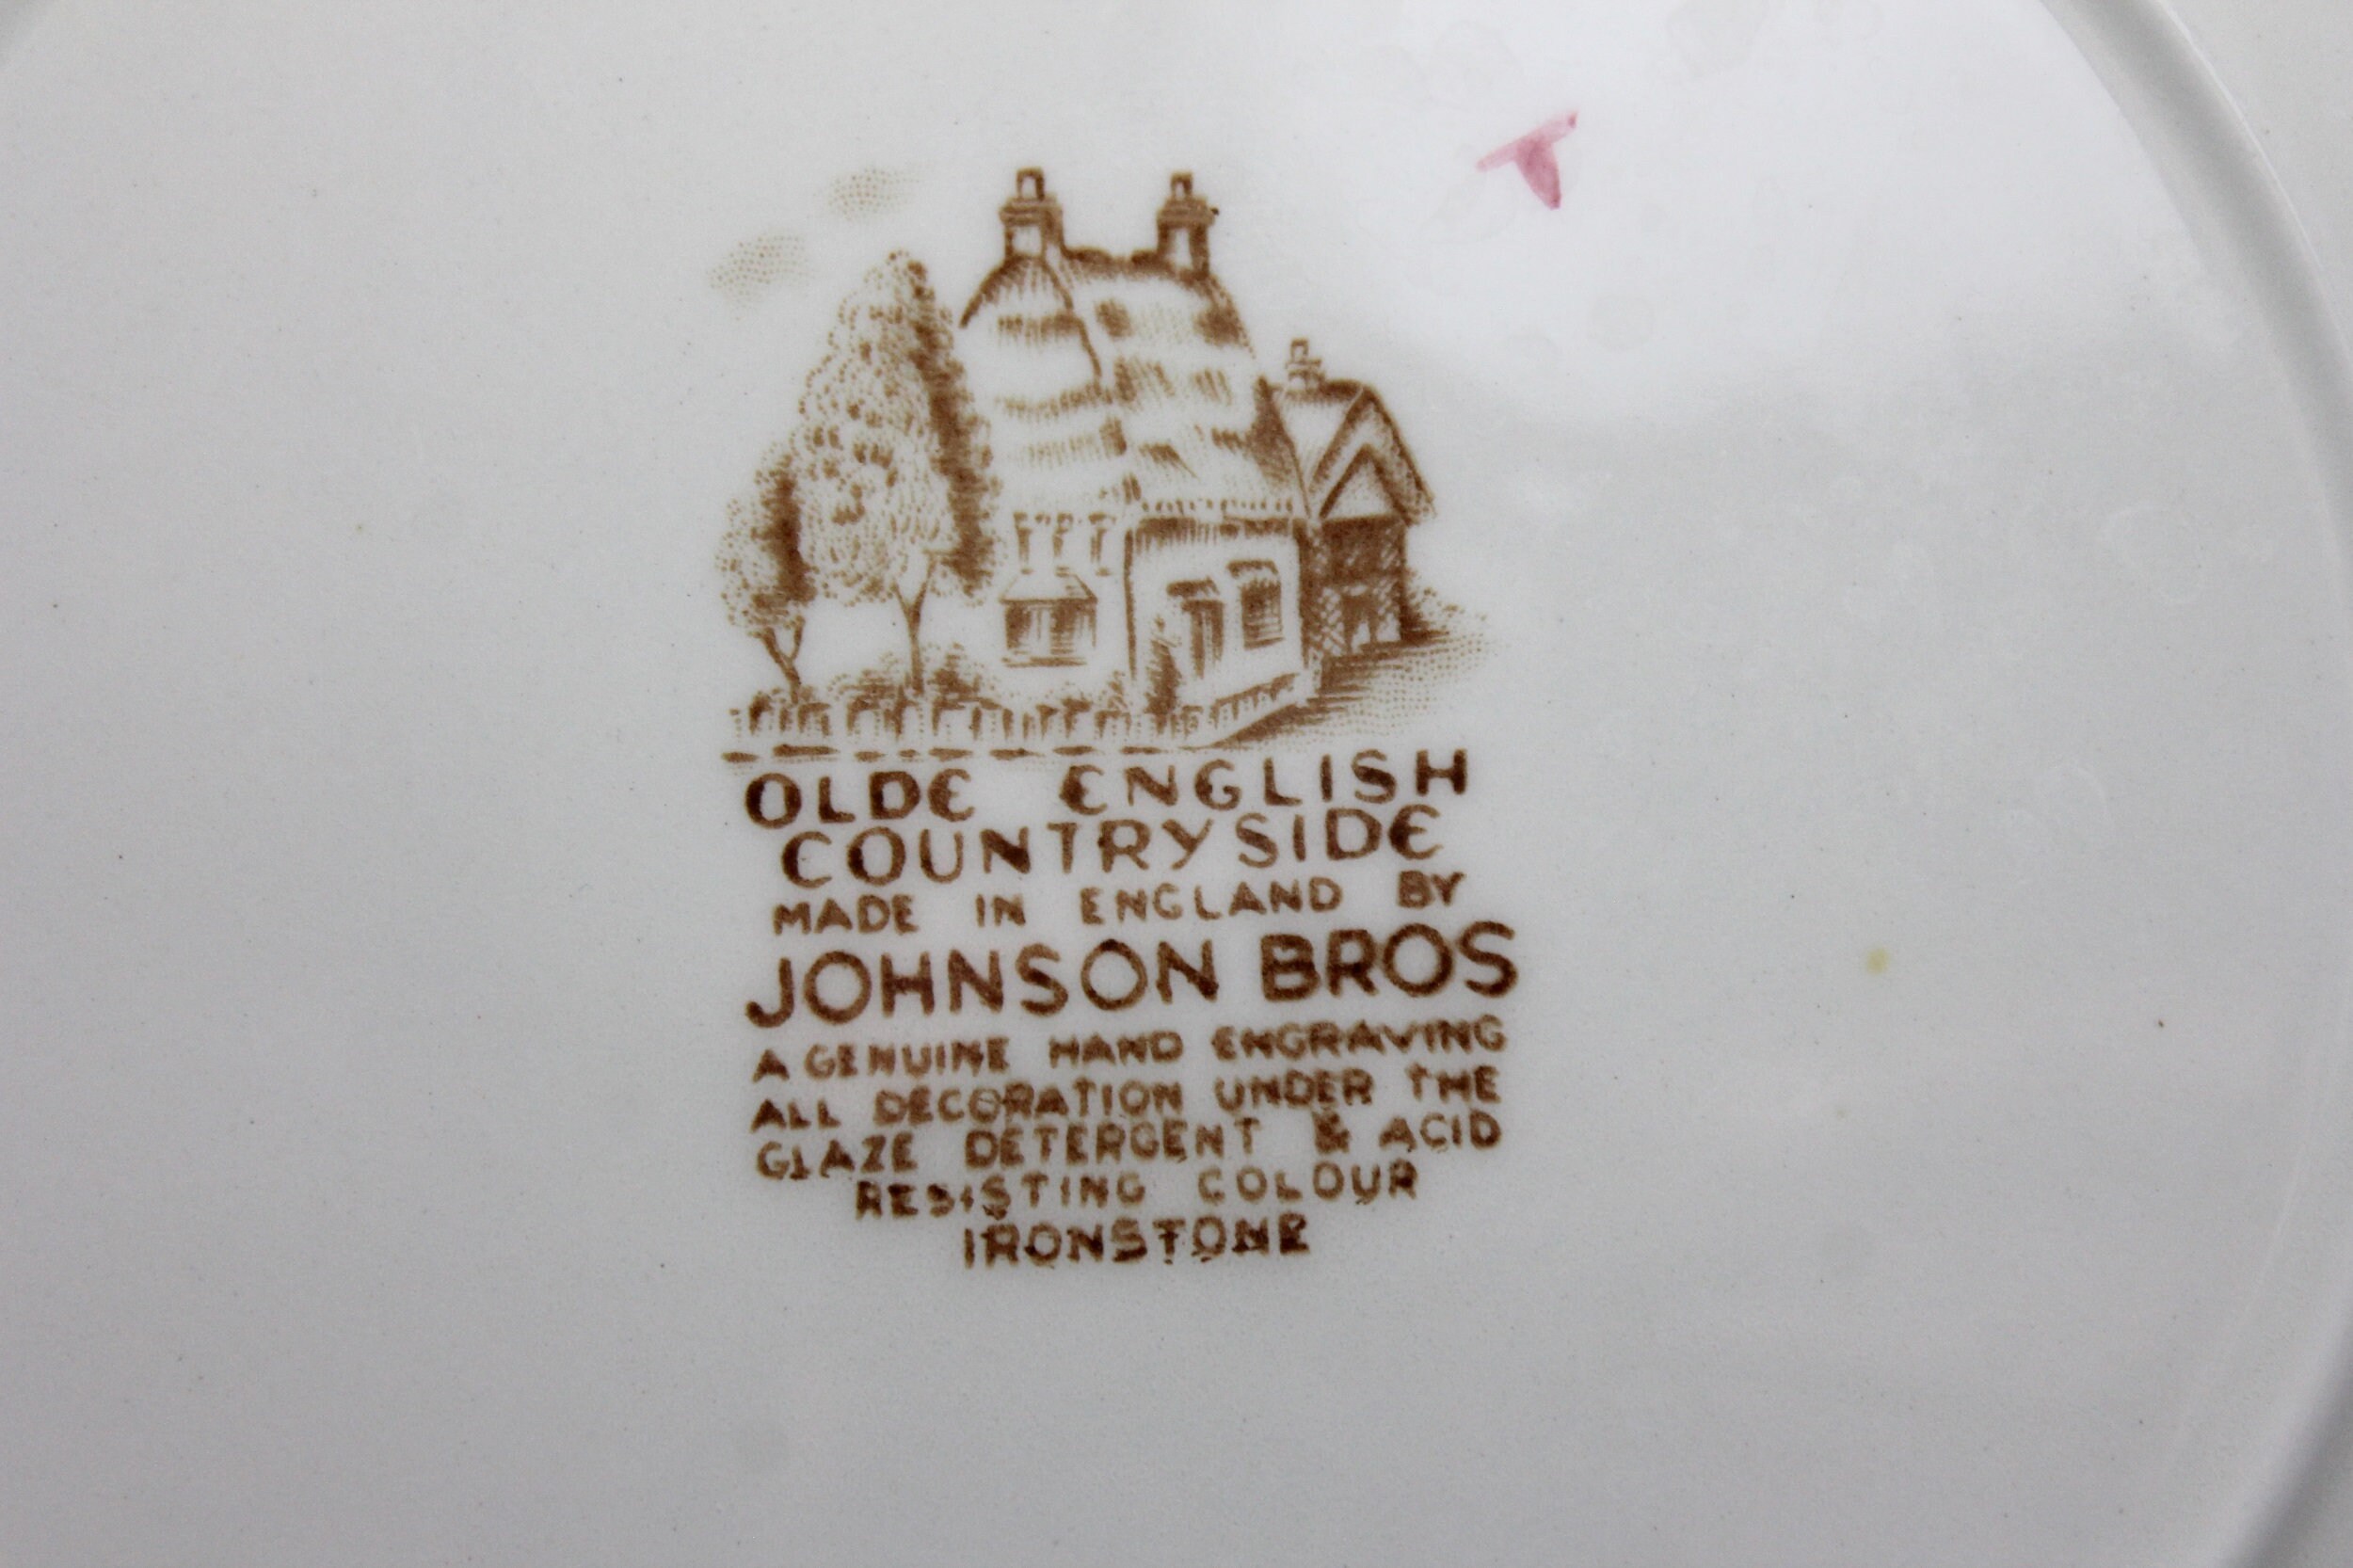 OLDE ENGLISH
COUNTRYSIDE
MADE IN ENGLAND BY
JOHNSON BROS
A GENUINE HAND ENGRAVING
ALL DECORATION UNDER THE
GLAZE DETERGENT & ACID
RESISTING COLOUR
IRONSTONE